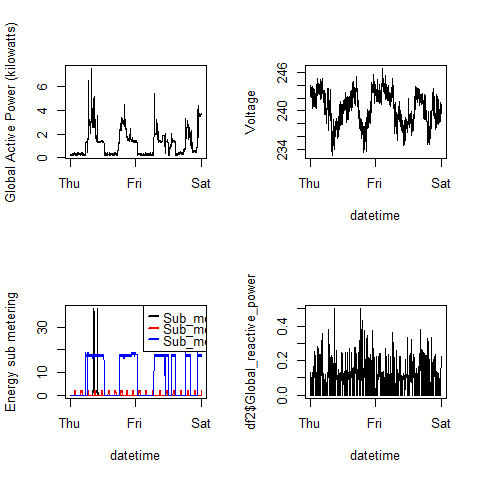 Global Active Power (kilowatts)
0 2 4 6
Thu Fri Sat
Voltage
234 240 246
Thu Fri Sat
datetime
Energy sub metering
0 10 30
Thu Fri Sat
datetime
Sub_me
Sub_me
Sub_me
df2$Global_reactive_power
0.0 0.2 0.4
Thu Fri Sat
datetime